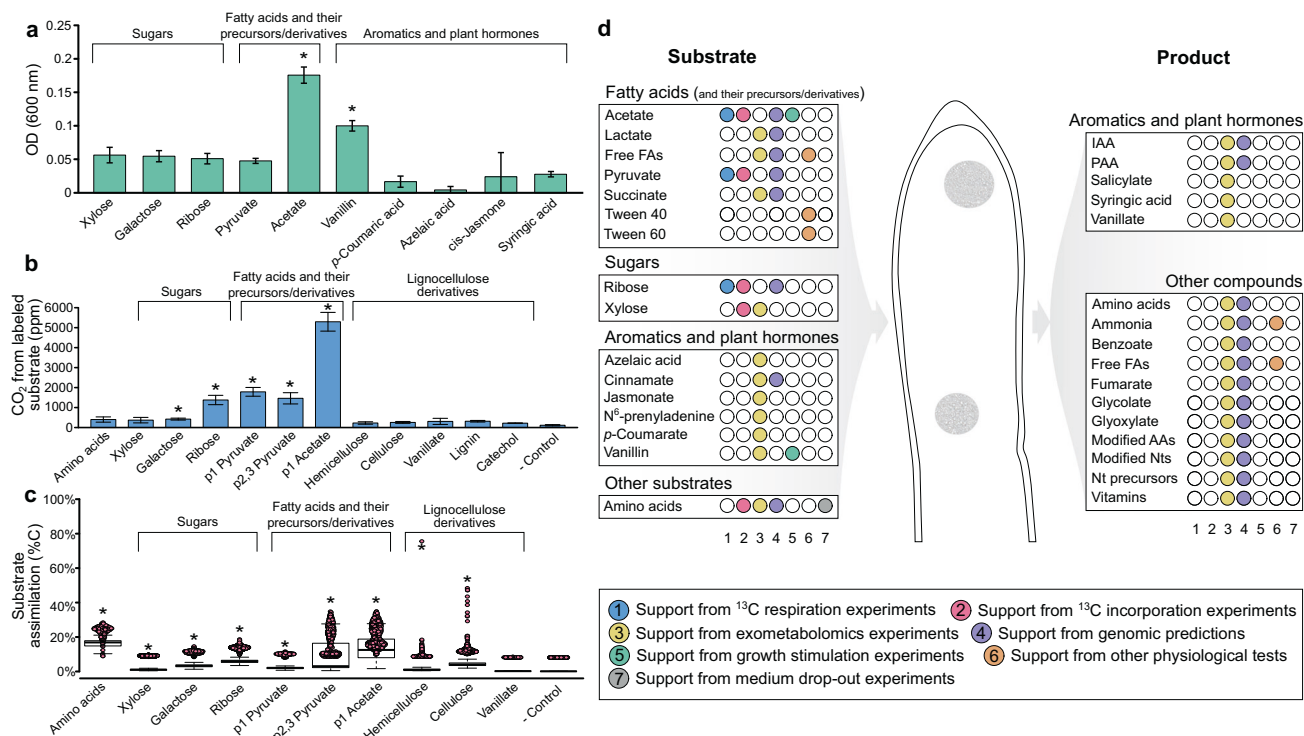 a
0.25
0.2
0.15
0.1
0.05
0
OD (600 nm)
Sugars
Fatty acids and their
precursors/derivatives
Aromatics and plant hormones
*
*
Xylose
Galactose
Ribose
Pyruvate
Acetate
Vanillin
p-Coumaric acid
Azelaic acid
cis-Jasmone
Syringic acid
b
6000
5000
4000
3000
2000
1000
0
CO2 from labeled
substrate (ppm)
Sugars
Fatty acids and their
precursors/derivatives
Lignocellulose
derivatives
* * * * *
Amino acids
Xylose
Galactose
Ribose
p1 Pyruvate
p2,3 Pyruvate
p1 Acetate
Hemicellulose
Cellulose
Vanillate
Lignin
Catechol
- Control
c
100%
80%
60%
40%
20%
0%
Substrate
assimilation (%C)
Sugars
Fatty acids and their
precursors/derivatives
Lignocellulose
derivatives
* * * * * * * * *
Amino acids
Xylose
Galactose
Ribose
p1 Pyruvate
p2,3 Pyruvate
p1 Acetate
Hemicellulose
Cellulose
Vanillate
- Control
d
Substrate
Fatty acids (and their precursors/derivatives)
Acetate
Lactate
Free FAs
Pyruvate
Succinate
Tween 40
Tween 60
Sugars
Ribose
Xylose
Aromatics and plant hormones
Azelaic acid
Cinnamate
Jasmonate
N6-prenyladenine
p-Coumarate
Vanillin
Other substrates
Amino acids
1 2 3 4 5 6 7
Product
Aromatics and plant hormones
IAA
PAA
Salicylate
Syringic acid
Vanillate
Other compounds
Amino acids
Ammonia
Benzoate
Free FAs
Fumarate
Glycolate
Glyoxylate
Modified AAs
Modified Nts
Nt precursors
Vitamins
1 2 3 4 5 6 7
1 Support from 13C respiration experiments
2 Support from 13C incorporation experiments
3 Support from exometabolomics experiments
4 Support from genomic predictions
5 Support from growth stimulation experiments
6 Support from other physiological tests
7 Support from medium drop-out experiments